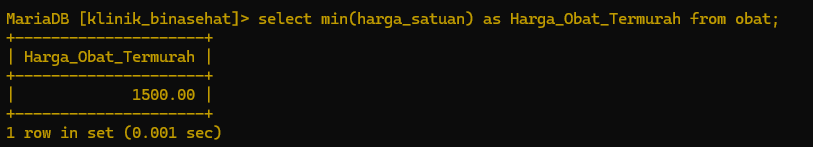 MariaDB [klinik_binasehat]> select min(harga_satuan) as Harga_Obat_Termurah from obat;
+---------------------+
| Harga_Obat_Termurah |
+---------------------+
|             1500.00 |
+---------------------+
1 row in set (0.001 sec)